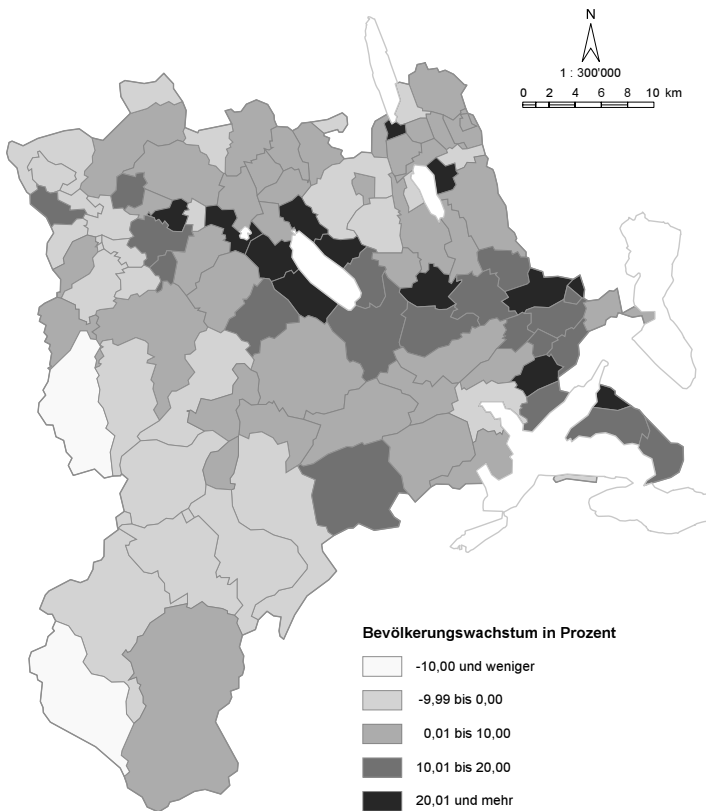 N
1 : 300'000
0 2 4 6 8 10 km
Bevölkerungswachstum in Prozent
-10,00 und weniger
-9,99 bis 0,00
0,01 bis 10,00
10,01 bis 20,00
20,01 und mehr